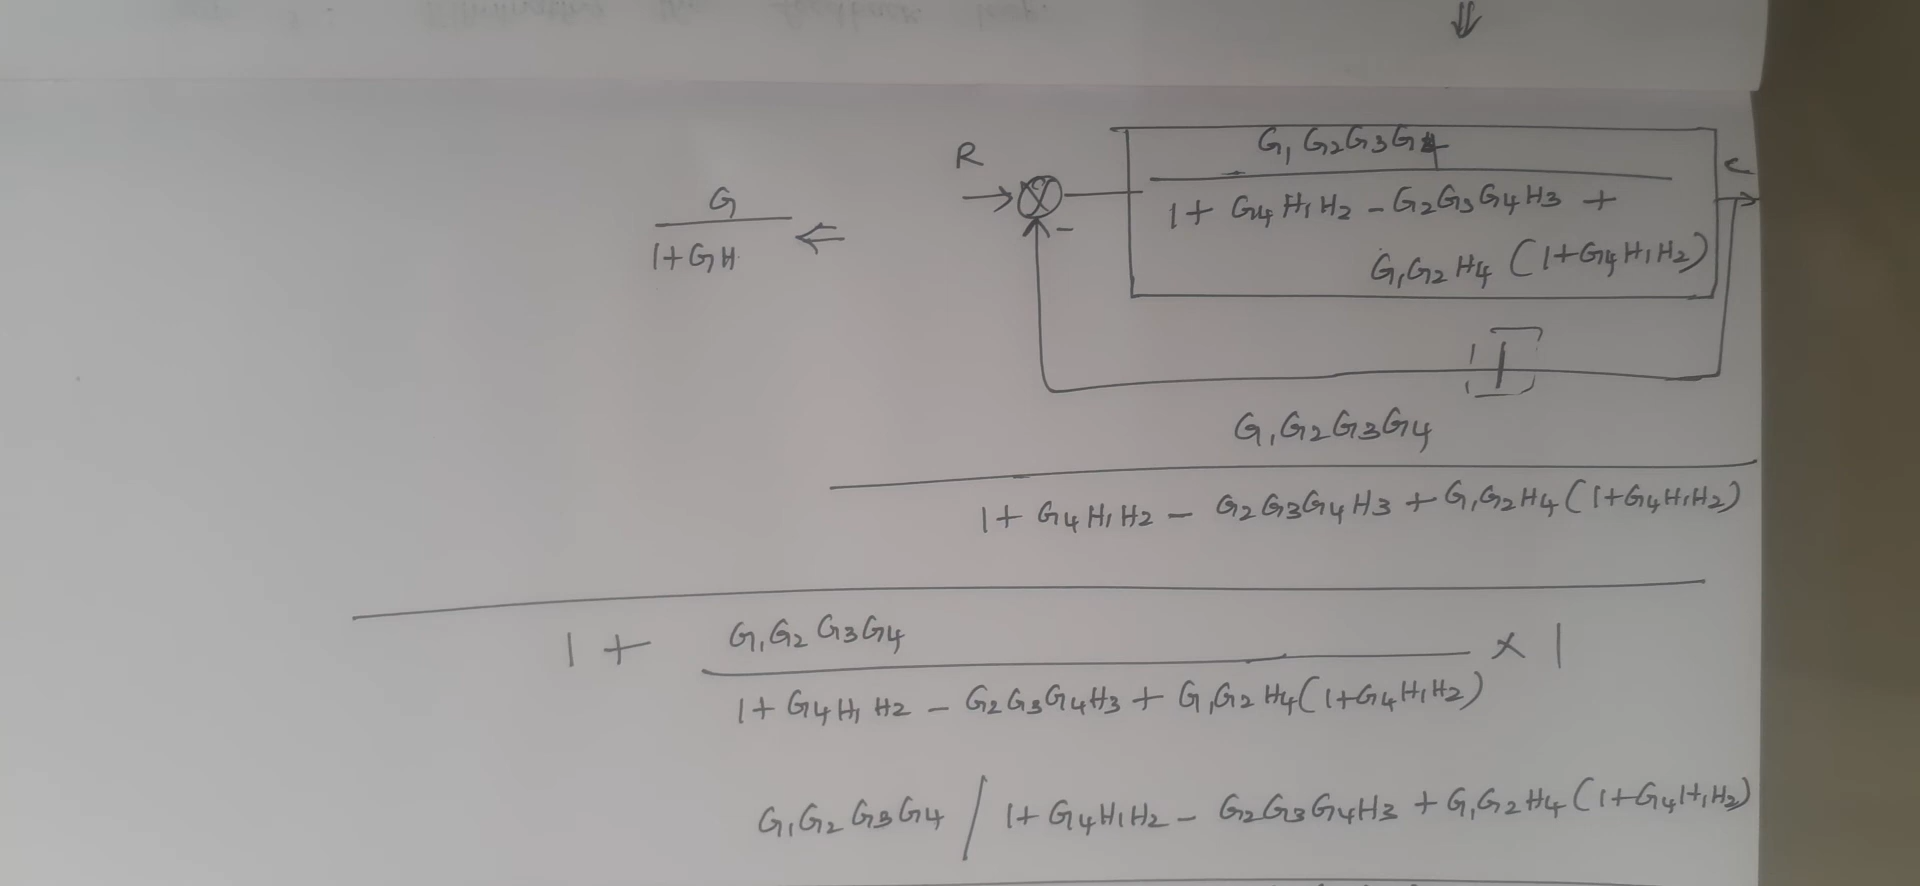 R
G₁G₂G₃G₄
C
1 + G₄H₁H₂ - G₂G₃G₄H₃ +
G₁G₂H₄ (1+G₄H₁H₂)
G
1+GH
⇐
-
1
G₁G₂G₃G₄
1 + G₄H₁H₂ - G₂G₃G₄H₃ + G₁G₂H₄ (1+G₄H₁H₂)
1 + G₁G₂G₃G₄ × 1
1 + G₄H₁H₂ - G₂G₃G₄H₃ + G₁G₂H₄ (1+G₄H₁H₂)
G₁G₂G₃G₄ / 1 + G₄H₁H₂ - G₂G₃G₄H₃ + G₁G₂H₄ (1+G₄H₁H₂)